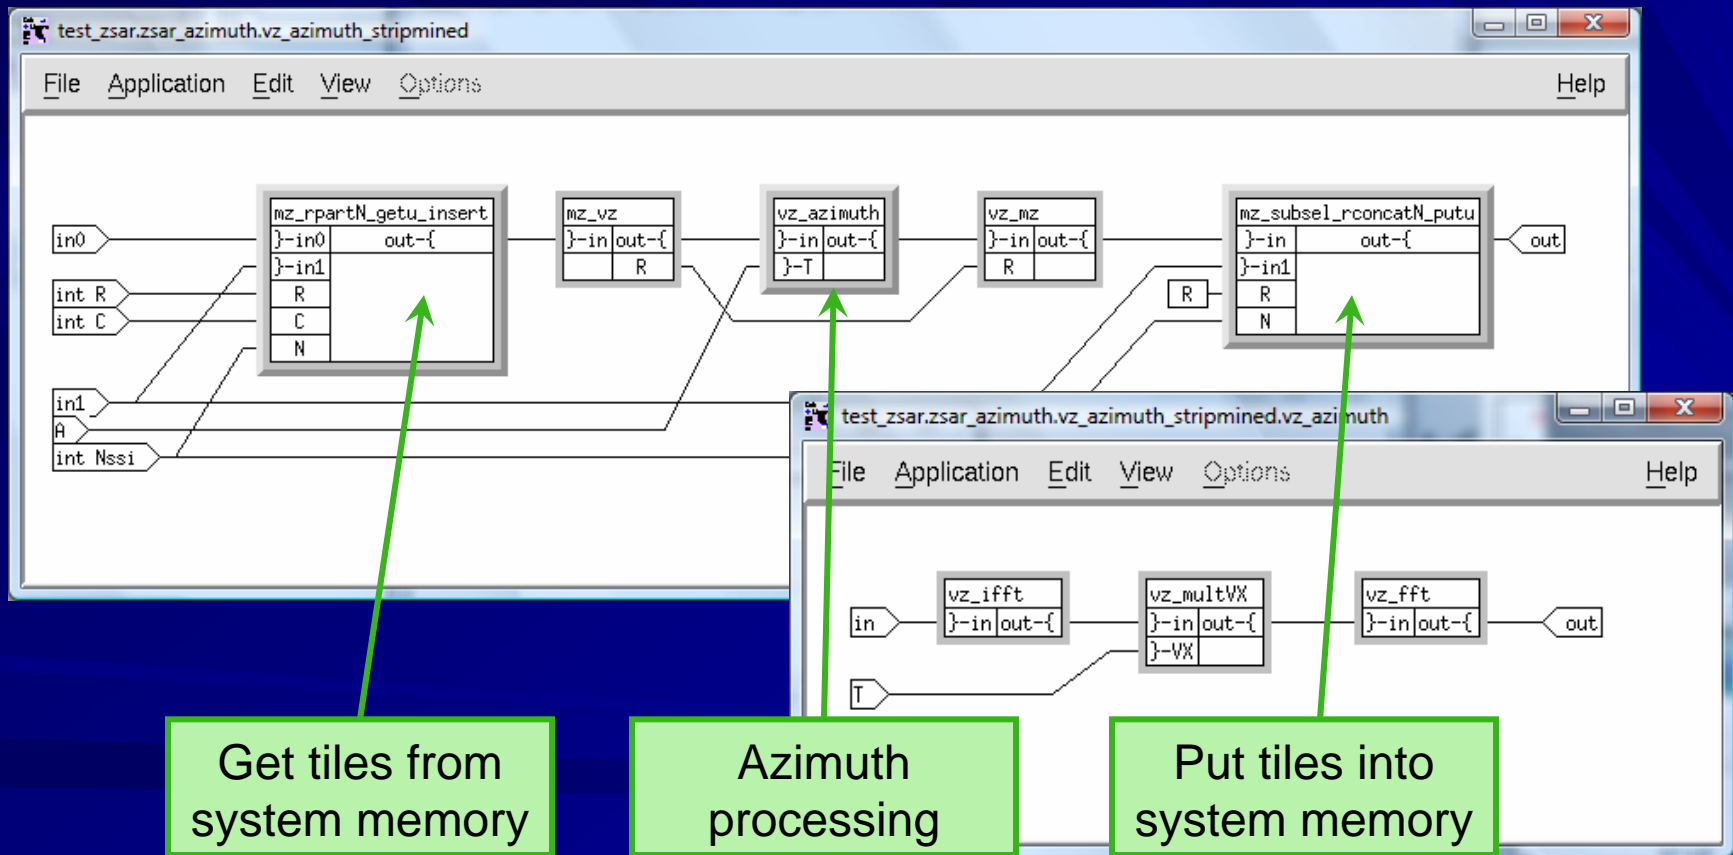 test_zsar.zsar_azimuth.vz_azimuth_stripmined
File Application Edit View Options Help
in0
int R
int C
in1
A
int Nssi
mz_rpartN_getu_insert
}-in0 out-{
}-in1
R
C
N
mz_vz
}-in out-{
R
vz_azimuth
}-in out-{
}-T
vz_mz
}-in out-{
R
R
mz_subsel_rconcatN_putu
}-in out-{
}-in1
R
N
out
test_zsar.zsar_azimuth.vz_azimuth_stripmined.vz_azimuth
File Application Edit View Options Help
in
T
vz_ifft
}-in out-{
vz_multVX
}-in out-{
}-VX
vz_fft
}-in out-{
out
Get tiles from
system memory
Azimuth
processing
Put tiles into
system memory